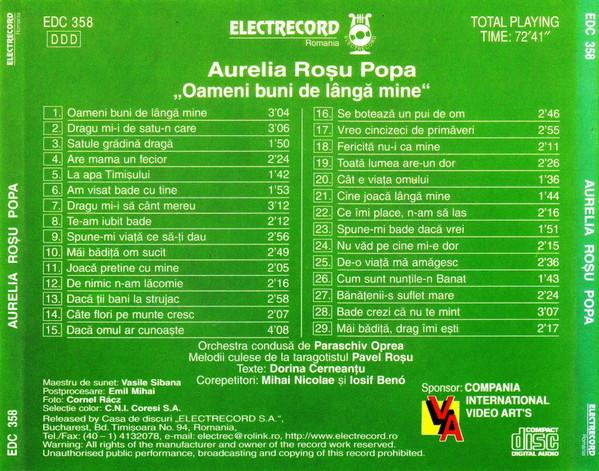 EDC 358
DDD
ELECTRECORD
Romania
ELECTRECORD
TOTAL PLAYING
TIME: 72'41"
Aurelia Roșu Popa
„Oameni buni de lângă mine“
1. Oameni buni de lângă mine 3'04
2. Dragu mi-i de satu-n care 3'06
3. Satule grădină dragă 1'50
4. Are mama un fecior 2'24
5. La apa Timișului 1'42
6. Am visat bade cu tine 1'53
7. Dragu mi-i să cânt mereu 3'12
8. Te-am iubit bade 2'12
9. Spune-mi viață ce să-ți dau 2'56
10. Măi bădiță om sucit 2'49
11. Joacă pretine cu mine 2'05
12. De nimic n-am lăcomie 2'16
13. Dacă ții bani la strujac 2'58
14. Câte flori pe munte cresc 2'07
15. Dacă omul ar cunoaște 4'08
16. Se botează un pui de om 2'46
17. Vreo cincizeci de primăveri 2'55
18. Fericită nu-i ca mine 2'11
19. Toată lumea are-un dor 2'26
20. Cât e viața omului 1'36
21. Cine joacă lângă mine 1'44
22. Ce îmi place, n-am să las 2'16
23. Spune-mi bade dacă vrei 1'51
24. Nu văd pe cine mi-e dor 2'15
25. De-o viață mă amăgesc 2'36
26. Cum sunt nunțile-n Banat 1'43
27. Bănățenii-s suflet mare 2'24
28. Bade crezi că nu te mint 3'07
29. Măi bădiță, drag îmi ești 2'17
Orchestra condusă de Paraschiv Oprea
Melodii culese de la taragotistul Pavel Roșu
Texte: Dorina Cerneanțu
Corepetitori: Mihai Nicolae și Iosif Benó
Maestru de sunet: Vasile Sibana
Postprocesare: Emil Mihai
Foto: Cornel Rácz
Selecție color: C.N.I. Coresi S.A.
Released by Casa de discuri „ELECTRECORD S.A.“,
Bucharest, Bd. Timișoara Nr. 94, Romania,
Tel./Fax: (40 – 1) 4132078, e-mail: electrec@rolink.ro, http://www.electrecord.ro
Warning: All rights of the manufacturer and owner of the record work reserved.
Unauthorised public performance, broadcasting and copying of this record prohibited.
Sponsor: COMPANIA
INTERNATIONAL
VIDEO ART'S
VA
COMPACT
disc
DIGITAL AUDIO
ELECTRECORD
Romania
AURELIA ROȘU POPA
EDC 358
EDC 358
AURELIA ROȘU POPA
ELECTRECORD
Romania